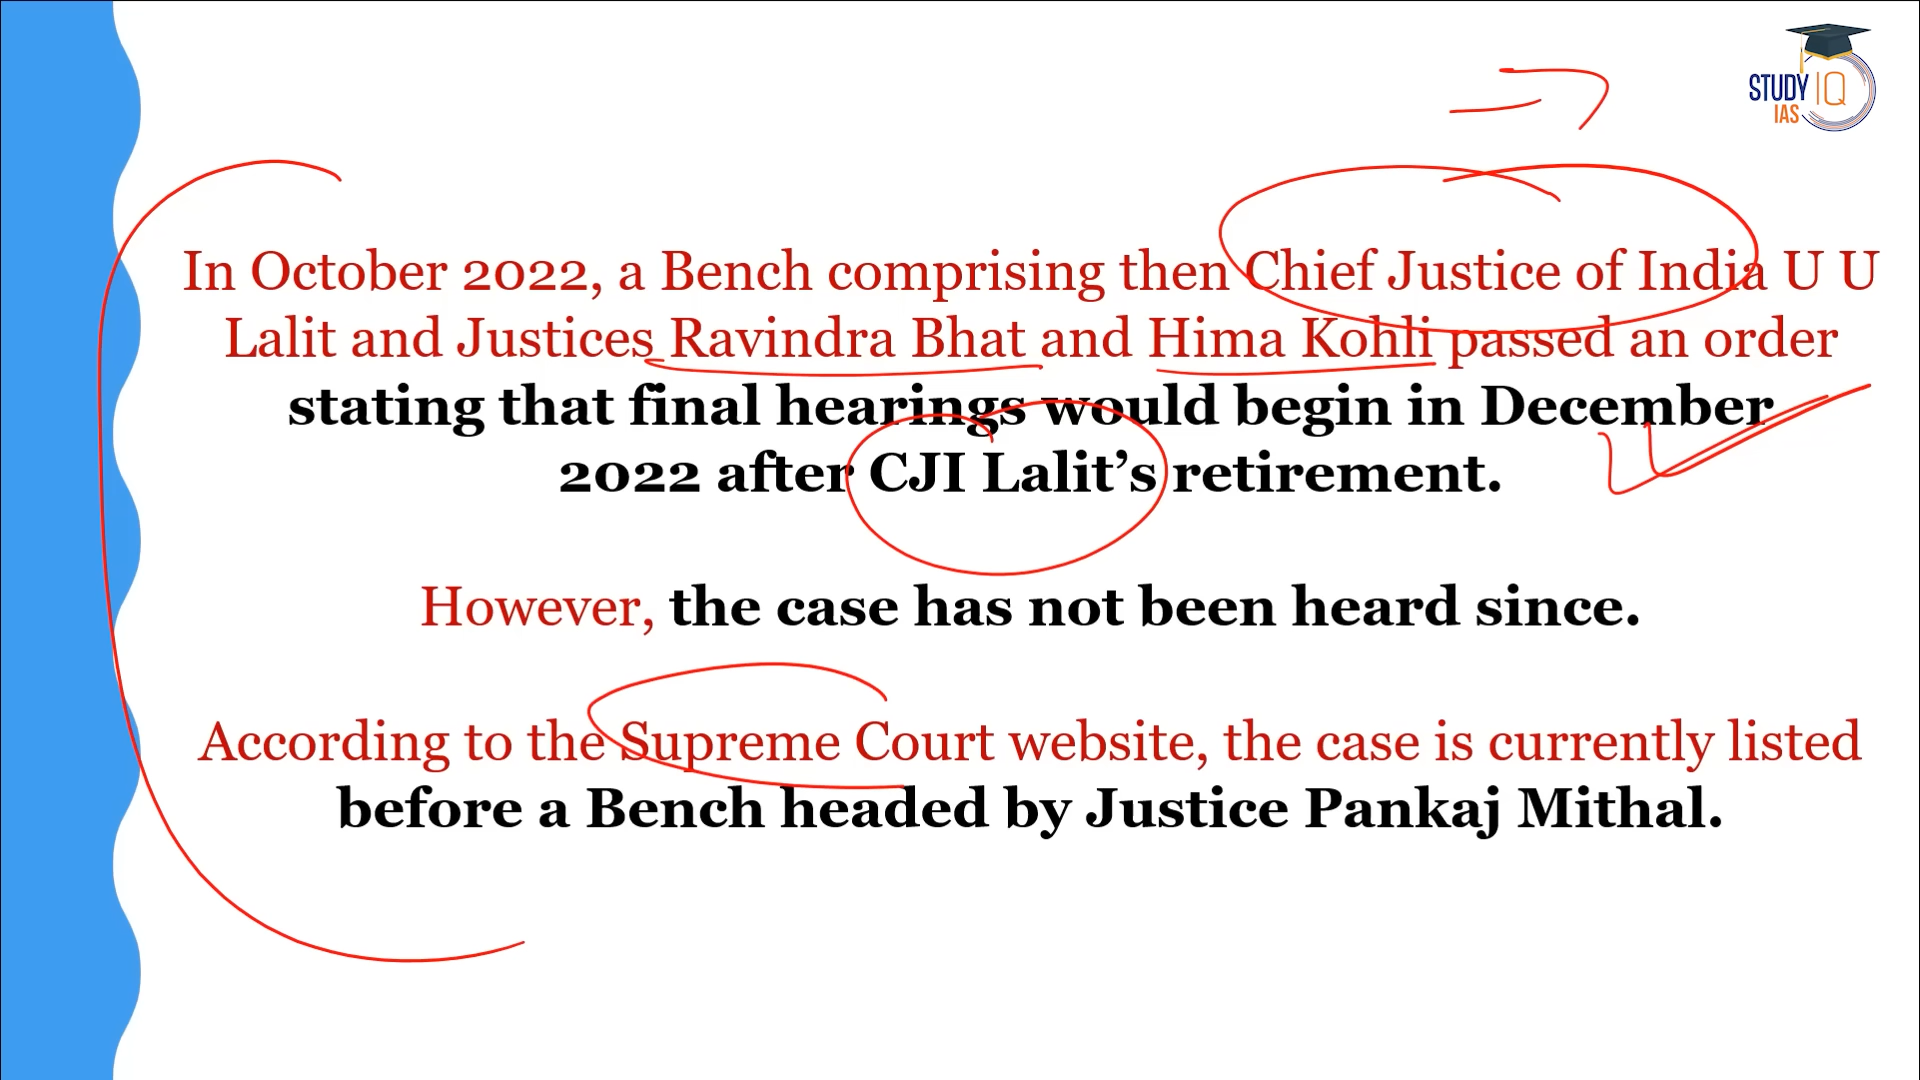 STUDY IQ
IAS
In October 2022, a Bench comprising then Chief Justice of India U U
Lalit and Justices Ravindra Bhat and Hima Kohli passed an order
stating that final hearings would begin in December
2022 after CJI Lalit’s retirement.
However, the case has not been heard since.
According to the Supreme Court website, the case is currently listed
before a Bench headed by Justice Pankaj Mithal.